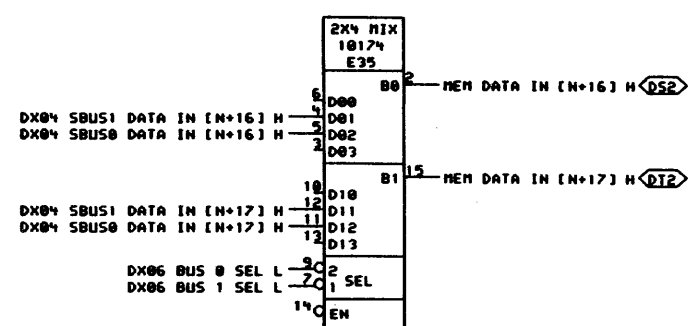 2X4 MIX
10174
E35
B0 2 MEM DATA IN [N+16] H DS2
6 D00
DX04 SBUS1 DATA IN [N+16] H 4 D01
DX04 SBUS0 DATA IN [N+16] H 5 D02
3 D03
B1 15 MEM DATA IN [N+17] H DT2
10 D10
DX04 SBUS1 DATA IN [N+17] H 12 D11
DX04 SBUS0 DATA IN [N+17] H 11 D12
13 D13
DX06 BUS 0 SEL L 9 2 SEL
DX06 BUS 1 SEL L 7 1
14 EN